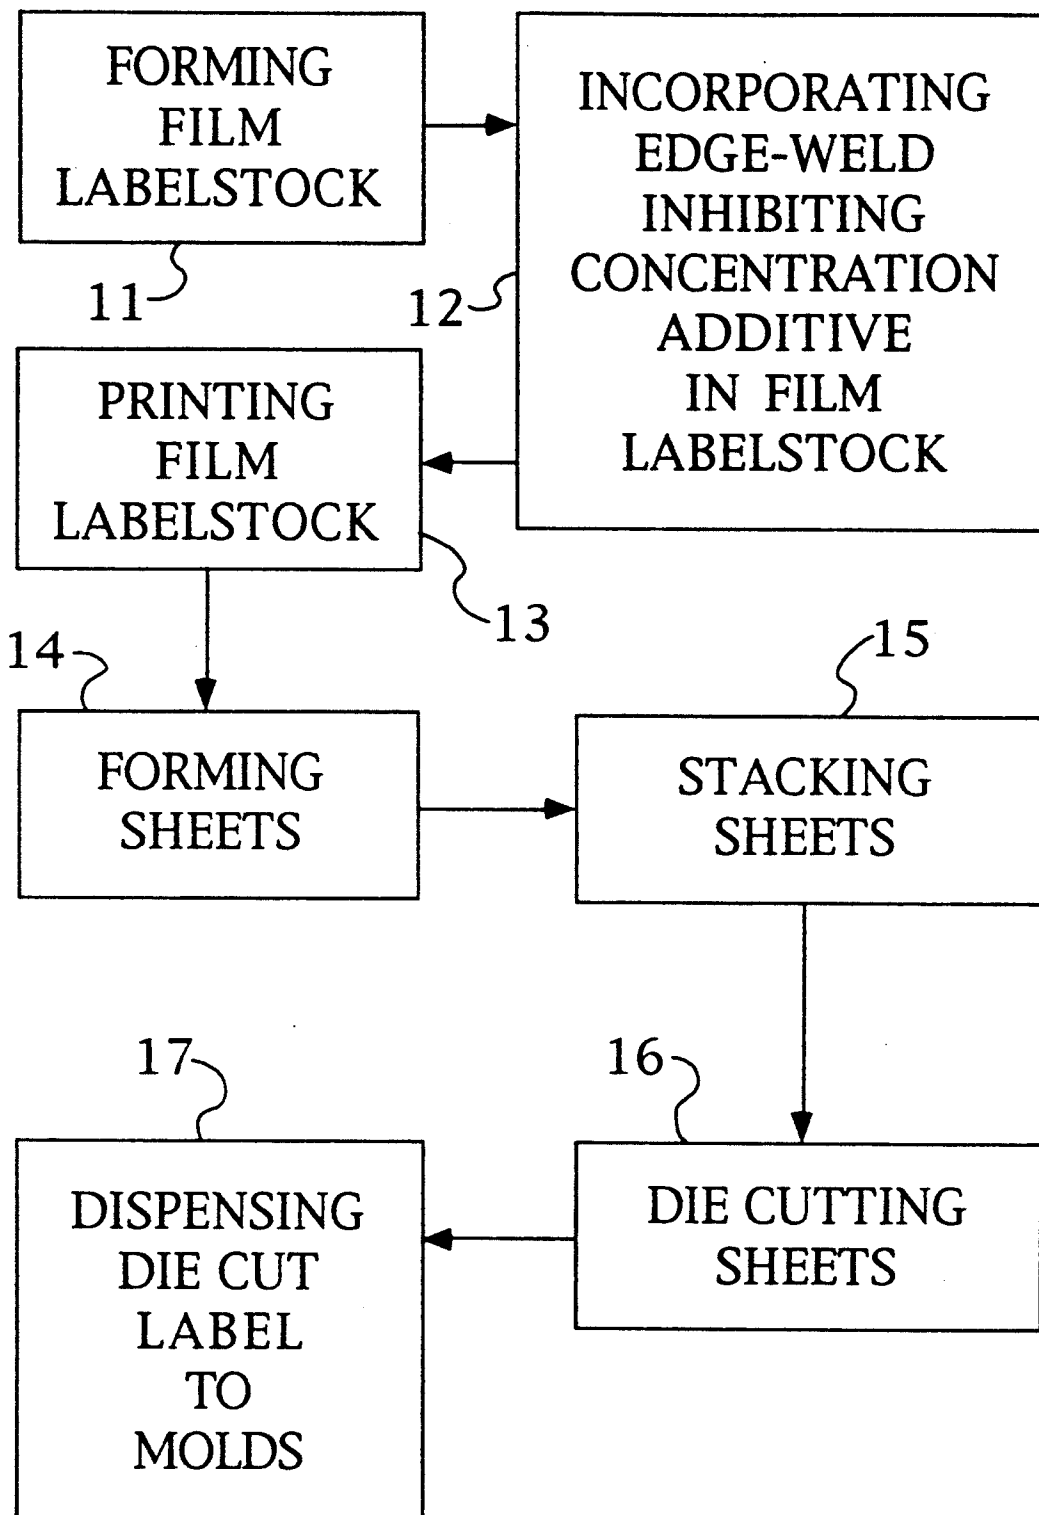 FORMING
FILM
LABELSTOCK
11
INCORPORATING
EDGE-WELD
INHIBITING
CONCENTRATION
ADDITIVE
IN FILM
LABELSTOCK
12
PRINTING
FILM
LABELSTOCK
13
14
FORMING
SHEETS
15
STACKING
SHEETS
16
DIE CUTTING
SHEETS
17
DISPENSING
DIE CUT
LABEL
TO
MOLDS